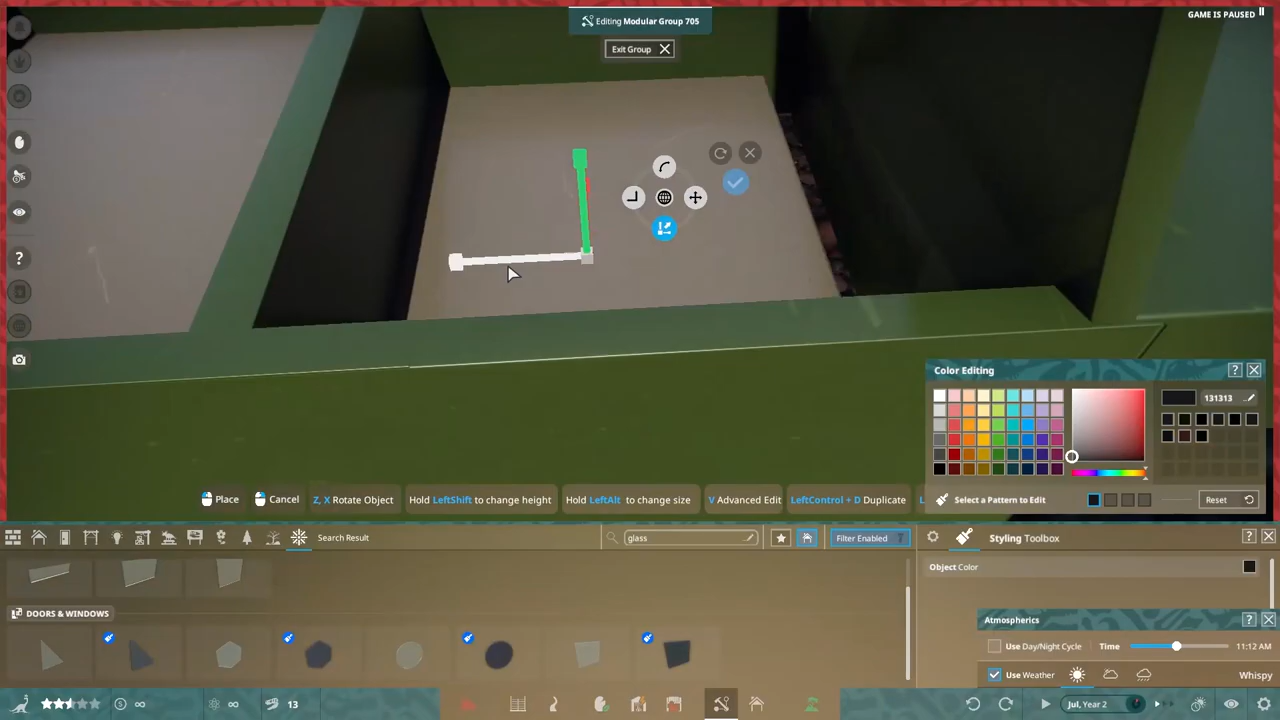 Editing Modular Group 705
GAME IS PAUSED
Exit Group
?
Color Editing
?
131313
Select a Pattern to Edit
Reset
Place
Cancel
Z, X Rotate Object
Hold LeftShift to change height
Hold LeftAlt to change size
V Advanced Edit
LeftControl + D Duplicate
L
Search Result
glass
Filter Enabled
Styling Toolbox
?
Object Color
DOORS & WINDOWS
Atmospherics
?
Use Day/Night Cycle
Time
11:12 AM
Use Weather
Whispy
∞
∞
13
Jul, Year 2